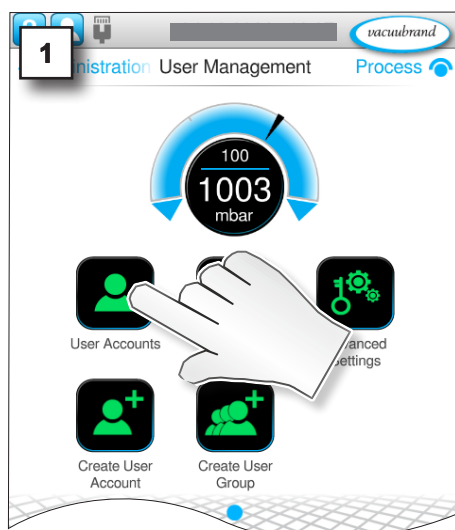 vacuubrand
1
nistration User Management Process
100
1003
mbar
User Accounts
anced
ettings
Create User
Account
Create User
Group